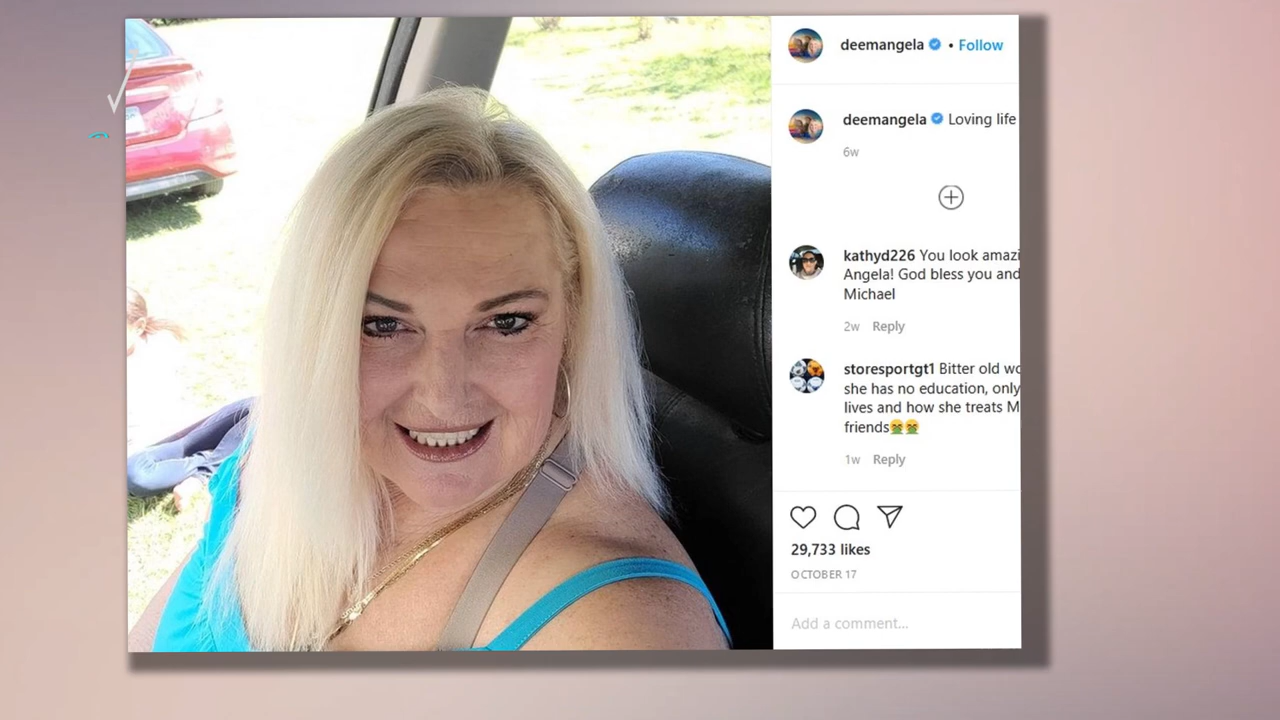 deemangela • Follow
deemangela Loving life
6w
kathyd226 You look amazi
Angela! God bless you and
Michael
2w Reply
storesportgt1 Bitter old wo
she has no education, only
lives and how she treats M
friends🤮🤮
1w Reply
29,733 likes
OCTOBER 17
Add a comment...